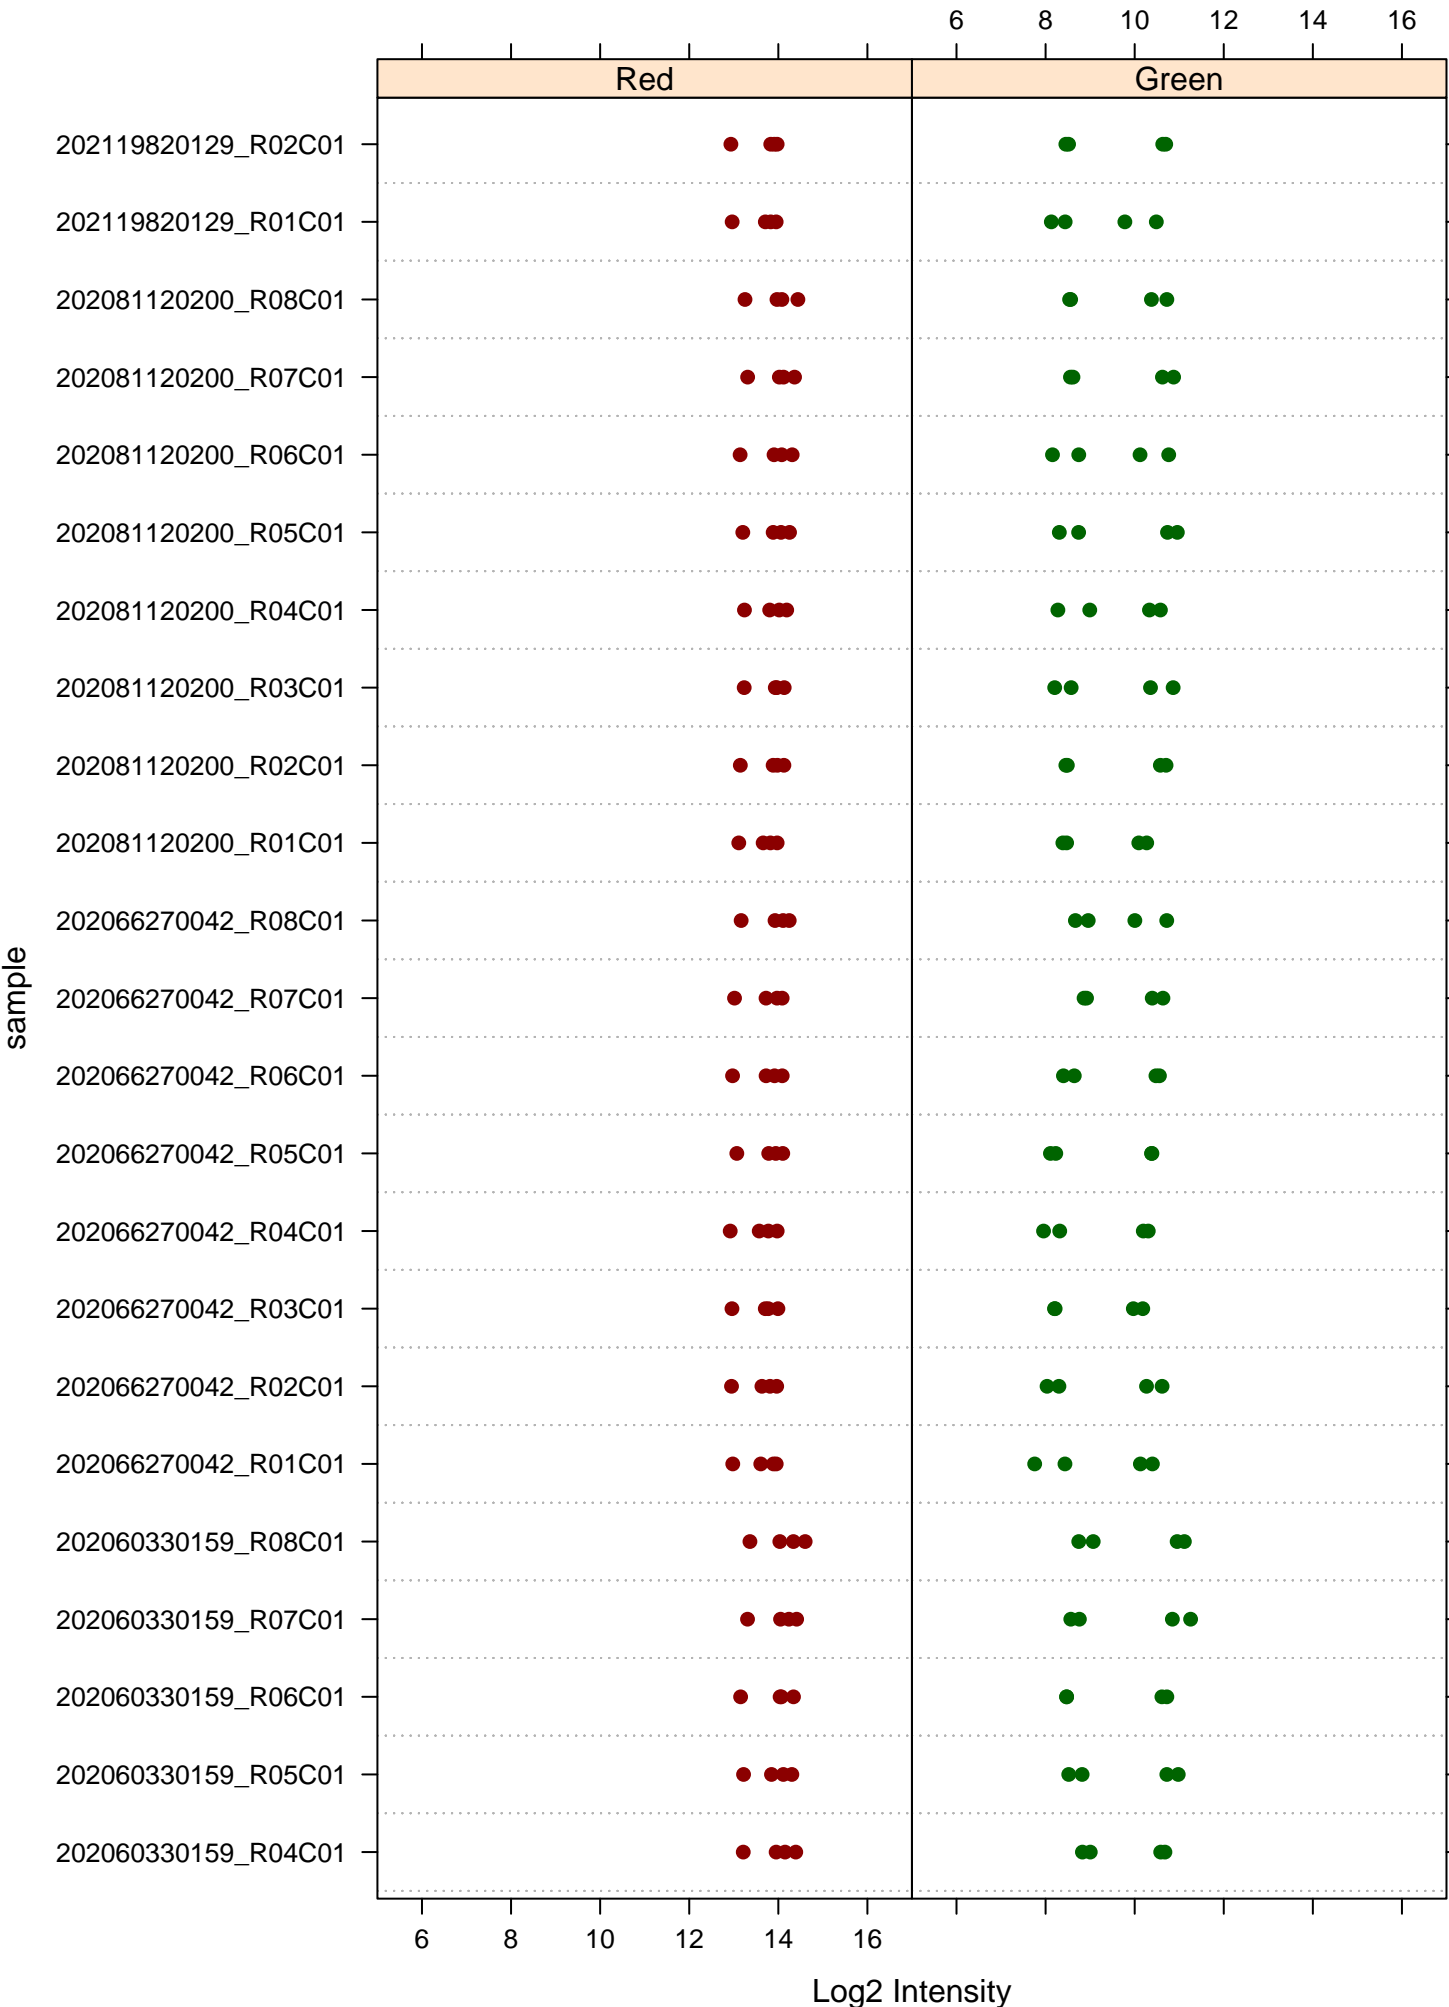 6 8 10 12 14 16
Red Green
202119820129_R02C01
202119820129_R01C01
202081120200_R08C01
202081120200_R07C01
202081120200_R06C01
202081120200_R05C01
202081120200_R04C01
202081120200_R03C01
202081120200_R02C01
202081120200_R01C01
202066270042_R08C01
202066270042_R07C01
202066270042_R06C01
202066270042_R05C01
202066270042_R04C01
202066270042_R03C01
202066270042_R02C01
202066270042_R01C01
202060330159_R08C01
202060330159_R07C01
202060330159_R06C01
202060330159_R05C01
202060330159_R04C01
sample
6 8 10 12 14 16
Log2 Intensity